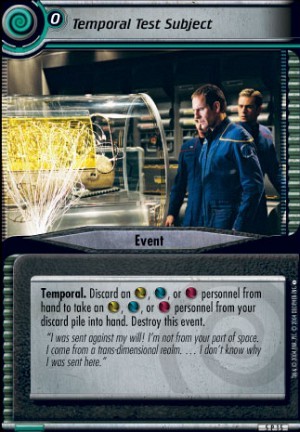 0 Temporal Test Subject
Event
Temporal. Discard an , , or personnel from
hand to take an , , or personnel from your
discard pile into hand. Destroy this event.
"I was sent against my will! I'm not from your part of space.
I come from a trans-dimensional realm. … I don't know why
I was sent here."
5 P 15